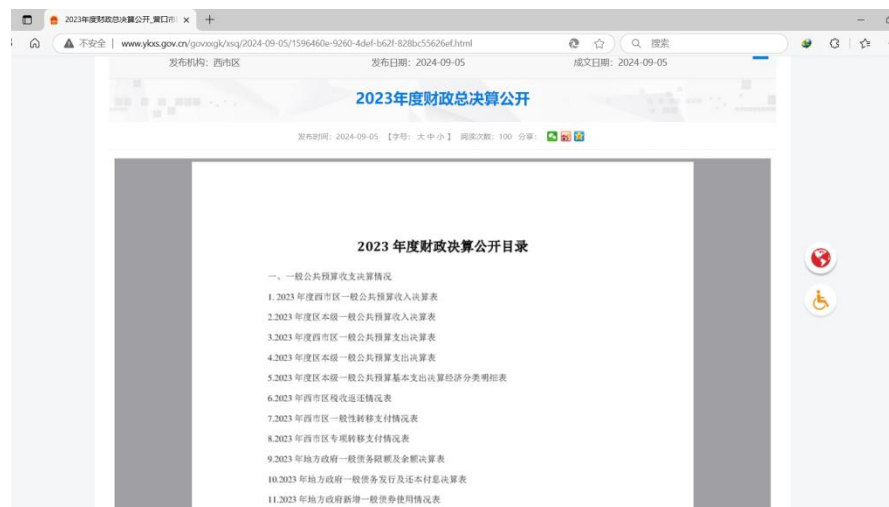 2023年度财政总决算公开_营口市
不安全 | www.ykxs.gov.cn/govxxgk/xsq/2024-09-05/1596460e-9260-4def-b62f-828bc55626ef.html
搜索
发布机构：西市区 发布日期：2024-09-05 成文日期：2024-09-05
2023年度财政总决算公开
发布时间：2024-09-05 【字号：大 中 小】 阅读次数：100 分享：
2023 年度财政决算公开目录
一、一般公共预算收支决算情况
1. 2023 年度西市区一般公共预算收入决算表
2.2023 年度区本级一般公共预算收入决算表
3.2023 年度西市区一般公共预算支出决算表
4.2023 年度区本级一般公共预算支出决算表
5.2023 年度区本级一般公共预算基本支出决算经济分类明细表
6.2023 年西市区税收返还情况表
7.2023 年西市区一般性转移支付情况表
8.2023 年西市区专项转移支付情况表
9.2023 年地方政府一般债务限额及余额决算表
10.2023 年地方政府一般债务发行及还本付息决算表
11.2023 年地方政府新增一般债券使用情况表